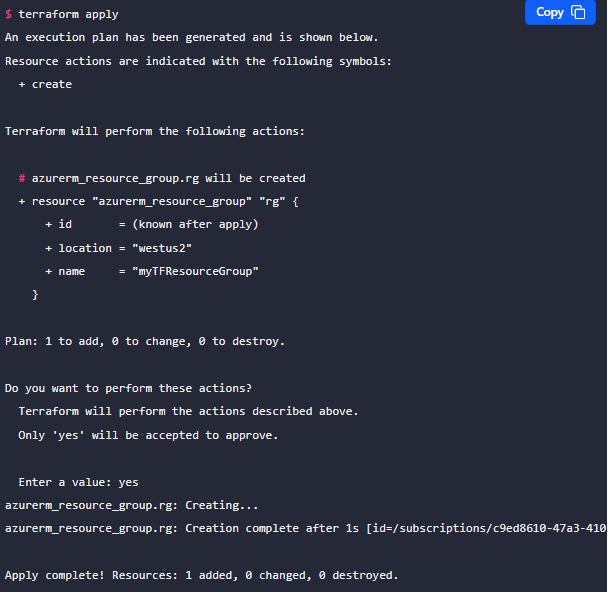 $ terraform apply
Copy
An execution plan has been generated and is shown below.
Resource actions are indicated with the following symbols:
  + create

Terraform will perform the following actions:

  # azurerm_resource_group.rg will be created
  + resource "azurerm_resource_group" "rg" {
      + id       = (known after apply)
      + location = "westus2"
      + name     = "myTFResourceGroup"
    }

Plan: 1 to add, 0 to change, 0 to destroy.

Do you want to perform these actions?
  Terraform will perform the actions described above.
  Only 'yes' will be accepted to approve.

  Enter a value: yes
azurerm_resource_group.rg: Creating...
azurerm_resource_group.rg: Creation complete after 1s [id=/subscriptions/c9ed8610-47a3-410

Apply complete! Resources: 1 added, 0 changed, 0 destroyed.